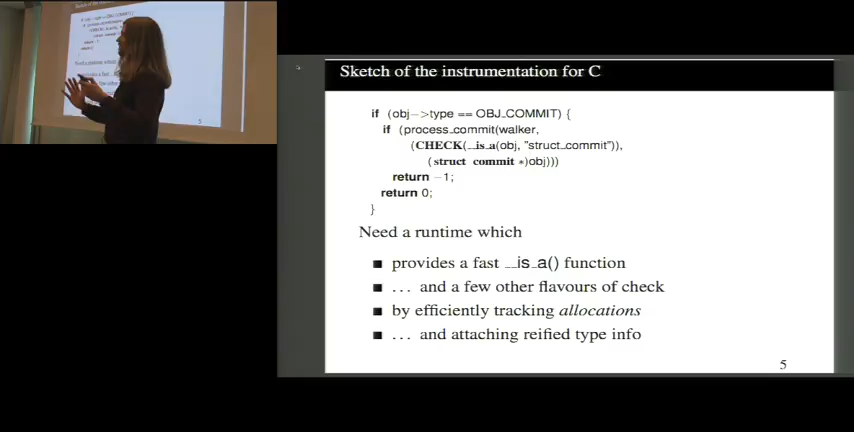 Sketch of the instrumentation for C
if (obj->type == OBJ_COMMIT) {
if (process_commit(walker,
(CHECK(__is_a(obj, "struct_commit")),
(struct commit *)obj)))
return −1;
return 0;
}
Need a runtime which
■ provides a fast __is_a() function
■ ... and a few other flavours of check
■ by efficiently tracking allocations
■ ... and attaching reified type info
5